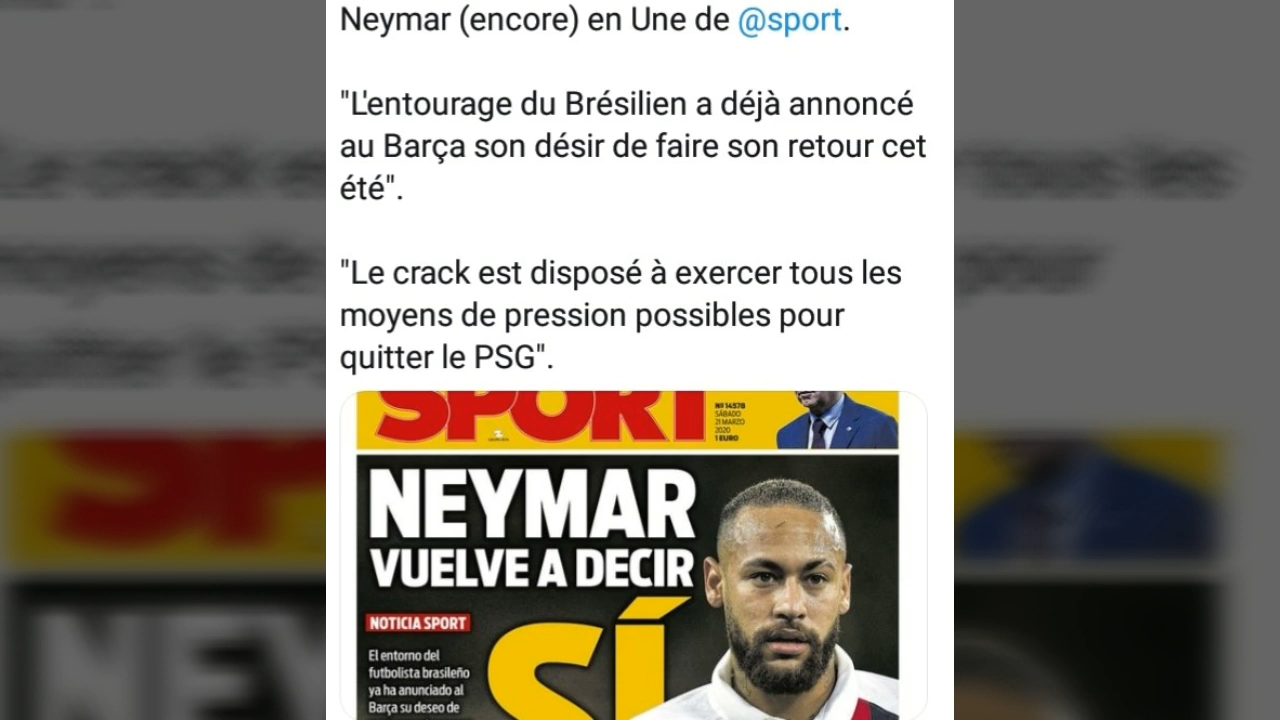 Neymar (encore) en Une de @sport.
"L'entourage du Brésilien a déjà annoncé
au Barça son désir de faire son retour cet
été".
"Le crack est disposé à exercer tous les
moyens de pression possibles pour
quitter le PSG".
SPORT
Nº 14578
SÁBADO
21 MARZO
2020
1 EURO
NEYMAR
VUELVE A DECIR
SÍ
NOTICIA SPORT
El entorno del
futbolista brasileño
ya ha anunciado al
Barça su deseo de